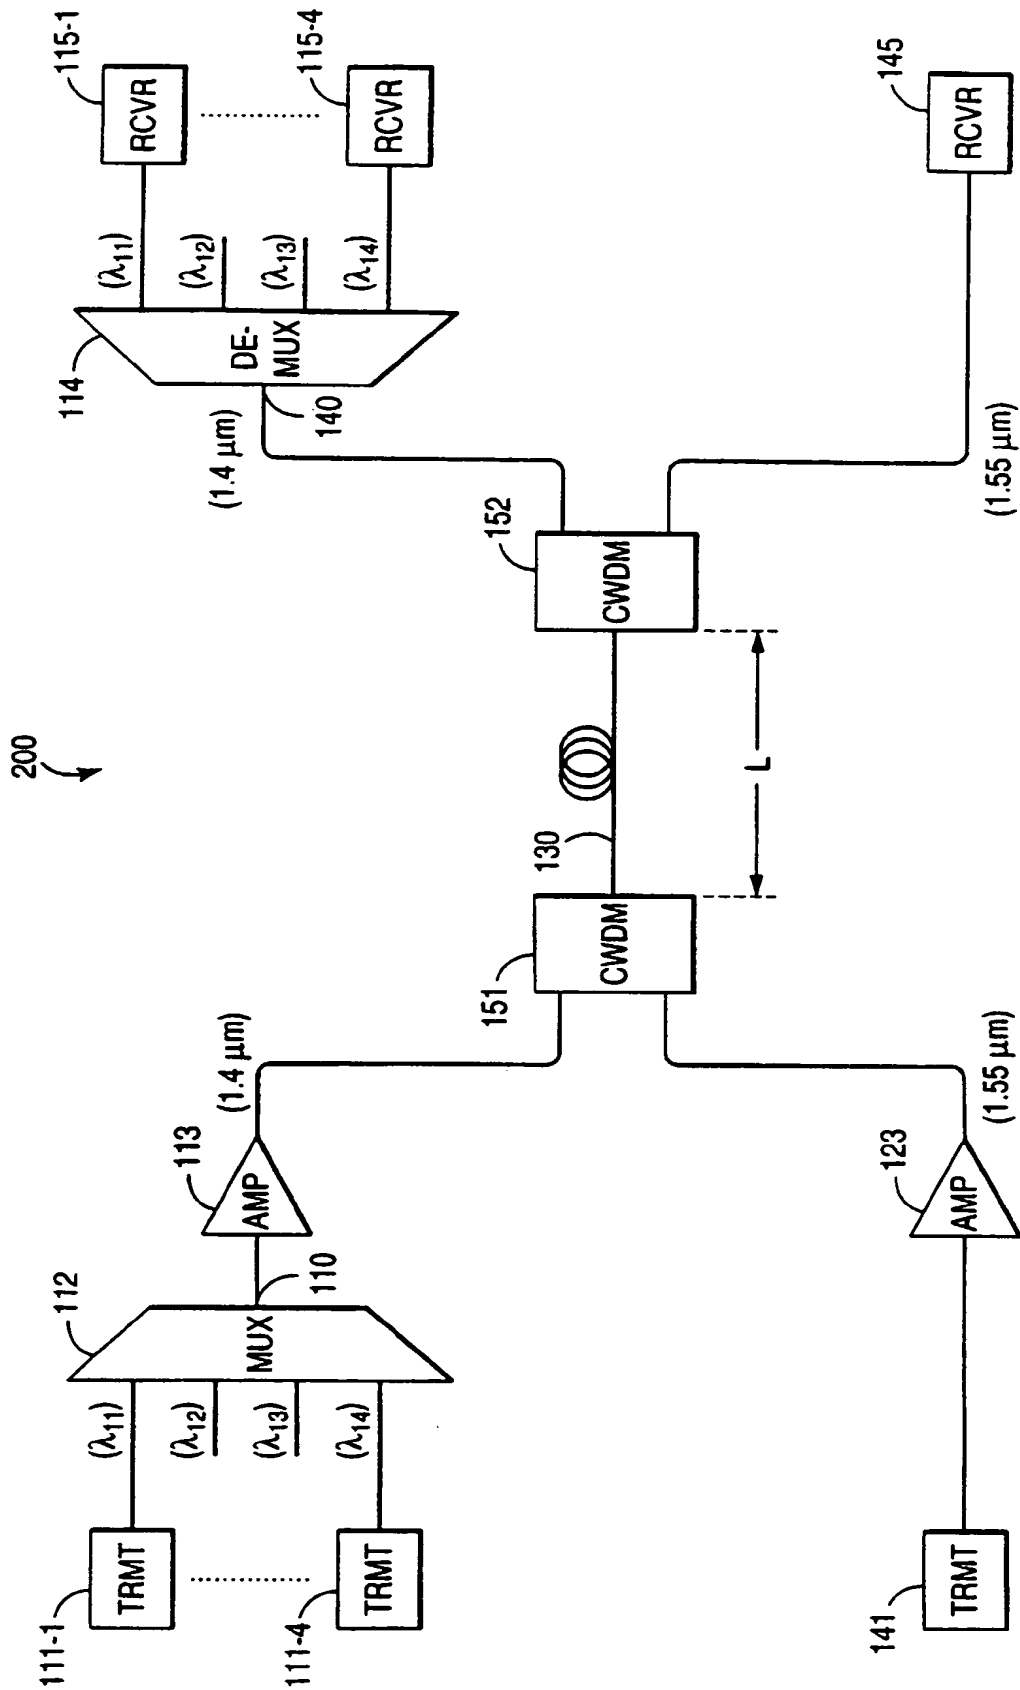 200
111-1
TRMT
111-4
TRMT
(λ11)
(λ12)
(λ13)
(λ14)
112
MUX
110
113
AMP
(1.4 μm)
151
CWDM
130
L
152
CWDM
(1.4 μm)
140
114
DE-
MUX
(λ11)
(λ12)
(λ13)
(λ14)
115-1
RCVR
115-4
RCVR
141
TRMT
123
AMP
(1.55 μm)
(1.55 μm)
145
RCVR